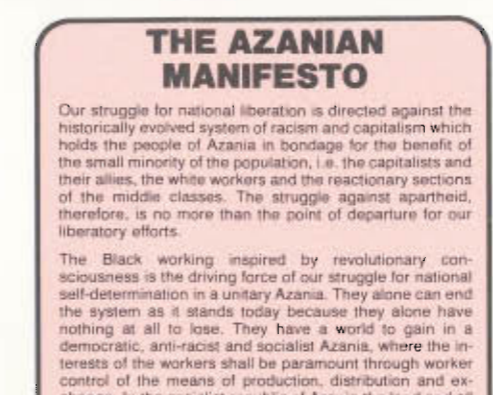 THE AZANIAN
MANIFESTO
Our struggle for national liberation is directed against the
historically evolved system of racism and capitalism which
holds the people of Azania in bondage for the benefit of
the small minority of the population, i.e. the capitalists and
their allies, the white workers and the reactionary sections
of the middle classes. The struggle against apartheid,
therefore, is no more than the point of departure for our
liberatory efforts.
The Black working inspired by revolutionary con-
sciousness is the driving force of our struggle for national
self-determination in a unitary Azania. They alone can end
the system as it stands today because they alone have
nothing at all to lose. They have a world to gain in a
democratic, anti-racist and socialist Azania, where the in-
terests of the workers shall be paramount through worker
control of the means of production, distribution and ex-